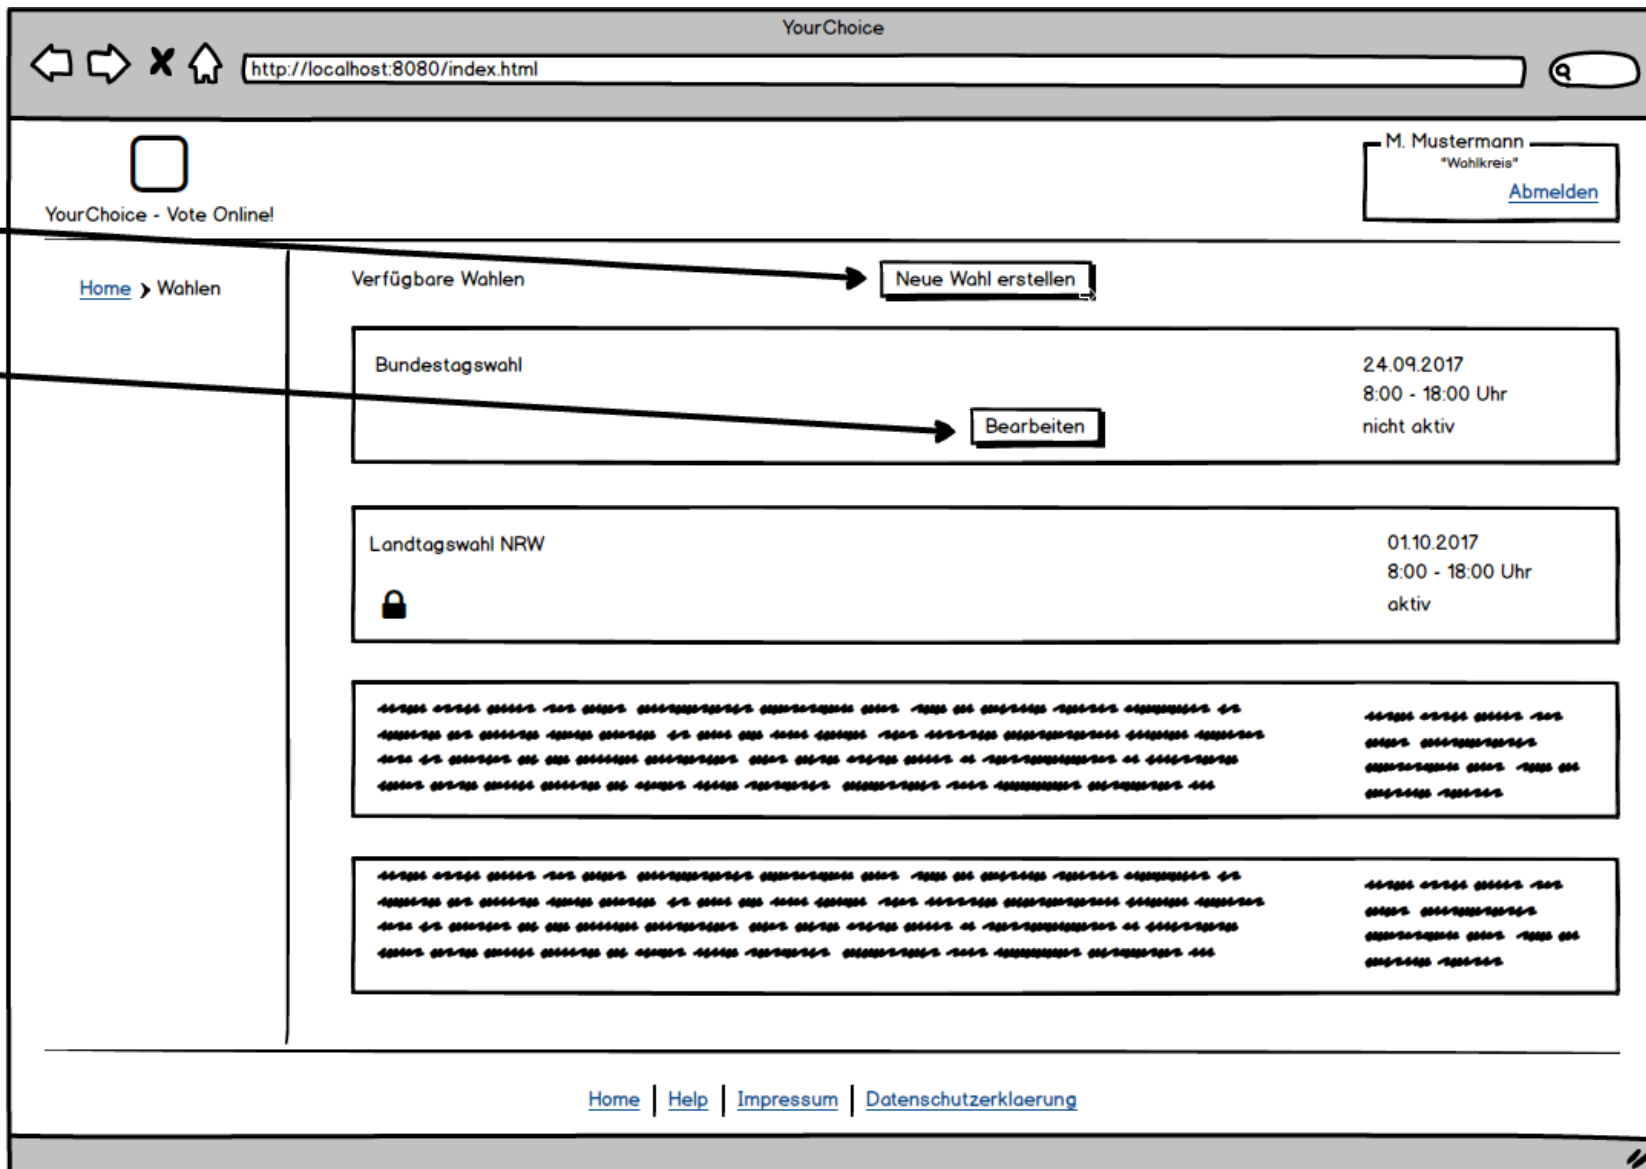 YourChoice
http://localhost:8080/index.html
M. Mustermann
"Wahlkreis"
Abmelden
YourChoice - Vote Online!
Home > Wahlen
Verfügbare Wahlen
Neue Wahl erstellen
Bundestagswahl
24.09.2017
8:00 - 18:00 Uhr
Bearbeiten
nicht aktiv
Landtagswahl NRW
01.10.2017
8:00 - 18:00 Uhr
aktiv
Home | Help | Impressum | Datenschutzerklaerung